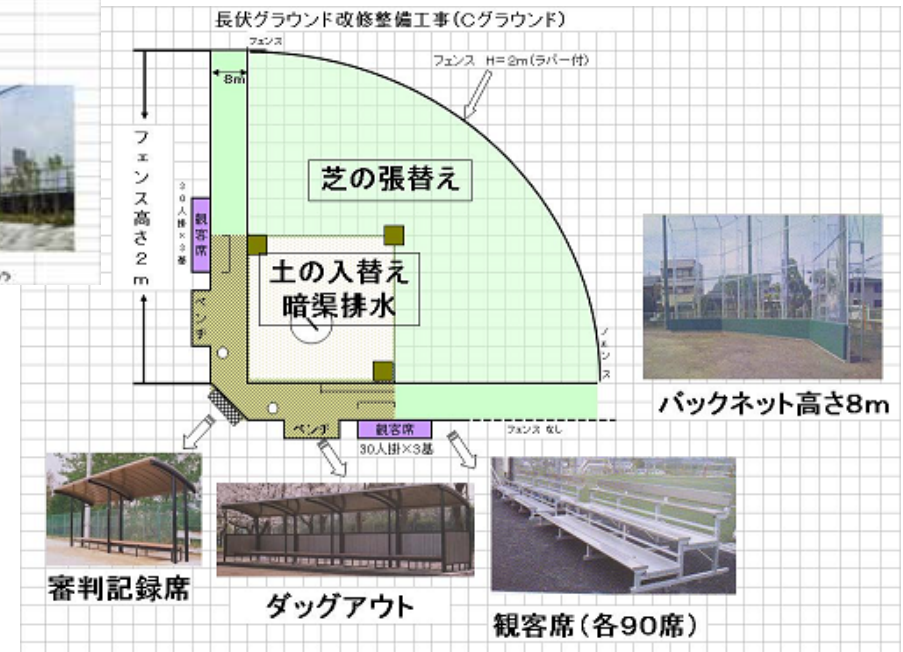 長伏グラウンド改修整備工事(Cグラウンド)
フェンス
フェンス H=2m(ラバー付)
8m
フェンス高さ2m
芝の張替え
30人掛×3基
観客席
土の入替え
暗渠排水
ベンチ
フェンス
バックネット高さ8m
ベンチ
観客席
フェンス なし
30人掛×3基
審判記録席
ダッグアウト
観客席(各90席)